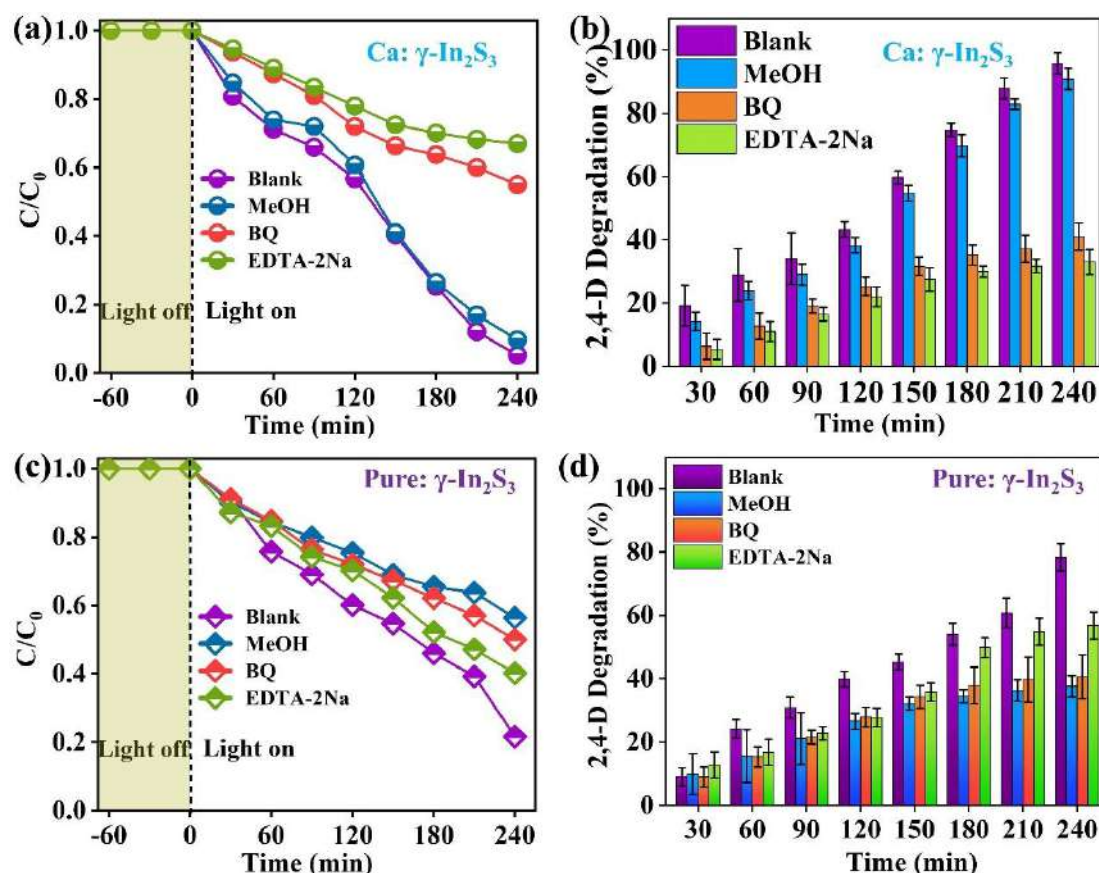 (a)
Ca: γ-In₂S₃
C/C₀
1.0
0.8
0.6
0.4
0.2
0.0
Blank
MeOH
BQ
EDTA-2Na
Light off
Light on
-60 0 60 120 180 240
Time (min)
(b)
Ca: γ-In₂S₃
2,4-D Degradation (%)
100
80
60
40
20
0
Blank
MeOH
BQ
EDTA-2Na
30 60 90 120 150 180 210 240
Time (min)
(c)
Pure: γ-In₂S₃
C/C₀
1.0
0.8
0.6
0.4
0.2
0.0
Blank
MeOH
BQ
EDTA-2Na
Light off
Light on
-60 0 60 120 180 240
Time (min)
(d)
Pure: γ-In₂S₃
2,4-D Degradation (%)
100
80
60
40
20
0
Blank
MeOH
BQ
EDTA-2Na
30 60 90 120 150 180 210 240
Time (min)